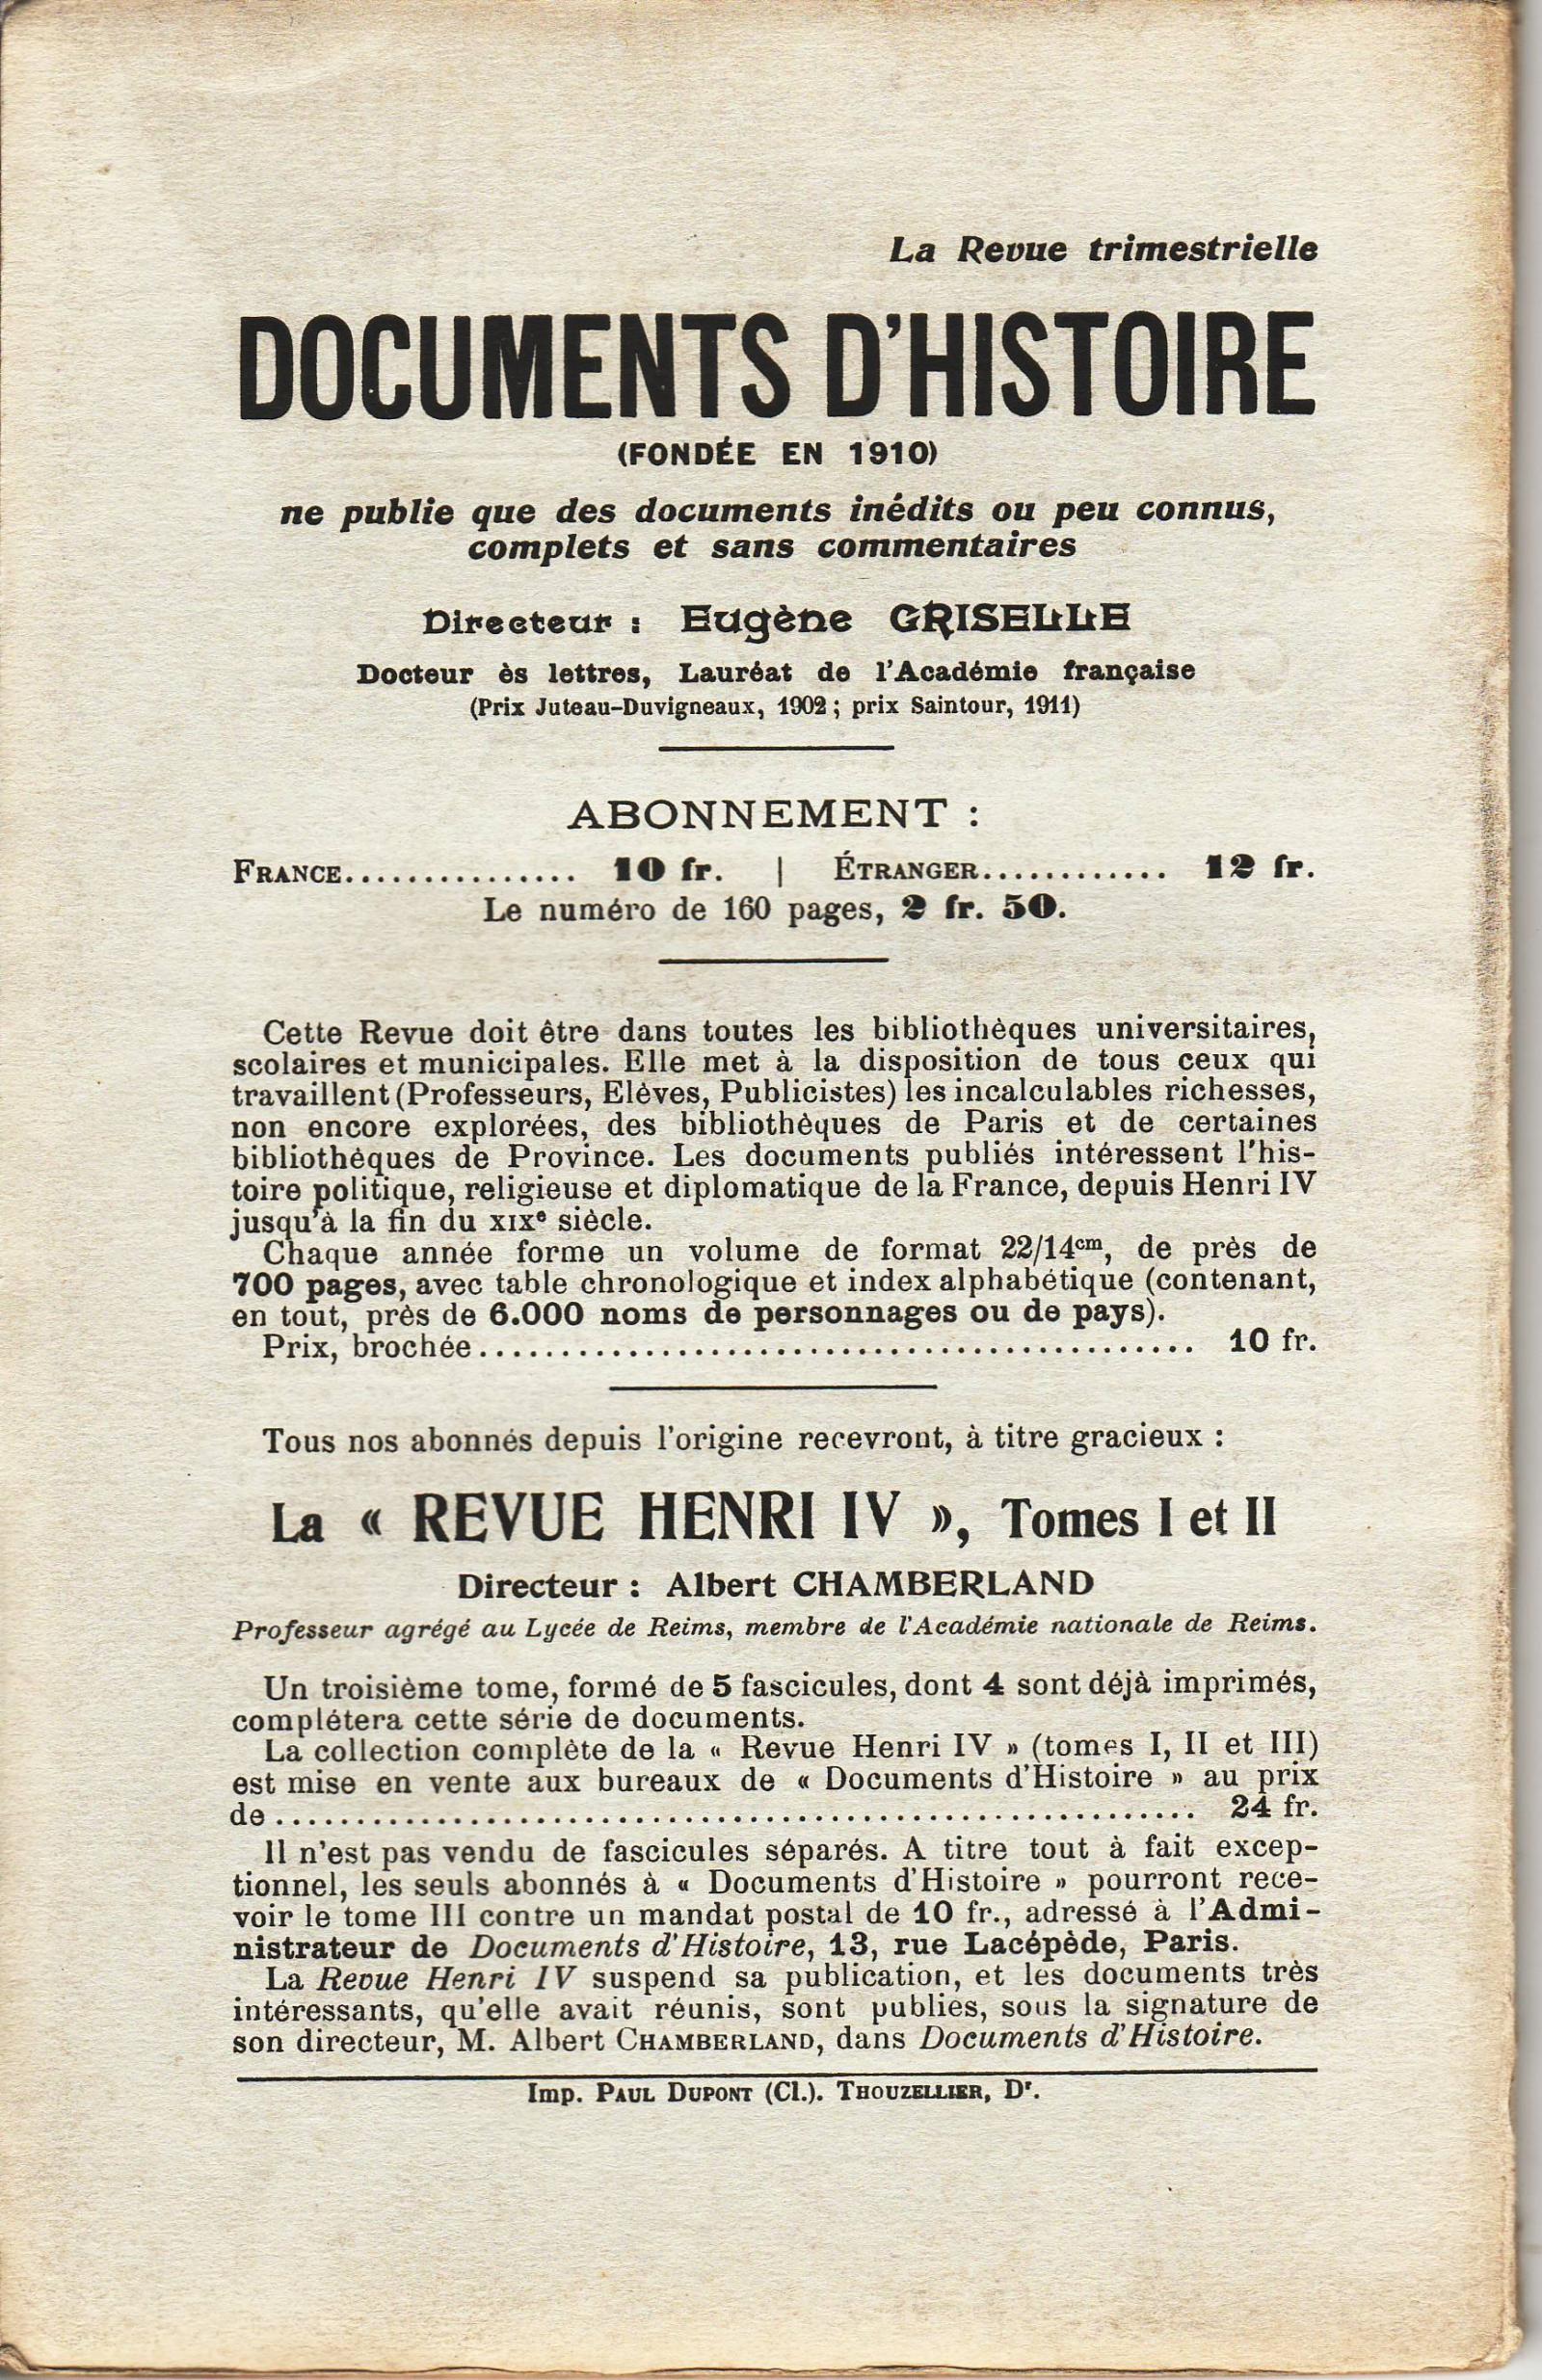 La Revue trimestrielle
DOCUMENTS D'HISTOIRE
(FONDÉE EN 1910)
ne publie que des documents inédits ou peu connus,
complets et sans commentaires
Directeur : Eugène GRISELLE
Docteur ès lettres, Lauréat de l'Académie française
(Prix Juteau-Duvigneaux, 1902 ; prix Saintour, 1911)
ABONNEMENT :
FRANCE............... 10 fr. | ÉTRANGER............ 12 fr.
Le numéro de 160 pages, 2 fr. 50.
Cette Revue doit être dans toutes les bibliothèques universitaires,
scolaires et municipales. Elle met à la disposition de tous ceux qui
travaillent (Professeurs, Elèves, Publicistes) les incalculables richesses,
non encore explorées, des bibliothèques de Paris et de certaines
bibliothèques de Province. Les documents publiés intéressent l'his-
toire politique, religieuse et diplomatique de la France, depuis Henri IV
jusqu'à la fin du XIXe siècle.
Chaque année forme un volume de format 22/14cm, de près de
700 pages, avec table chronologique et index alphabétique (contenant,
en tout, près de 6.000 noms de personnages ou de pays).
Prix, brochée............................................. 10 fr.
Tous nos abonnés depuis l'origine recevront, à titre gracieux :
La « REVUE HENRI IV », Tomes I et II
Directeur : Albert CHAMBERLAND
Professeur agrégé au Lycée de Reims, membre de l'Académie nationale de Reims.
Un troisième tome, formé de 5 fascicules, dont 4 sont déjà imprimés,
complétera cette série de documents.
La collection complète de la « Revue Henri IV » (tomes I, II et III)
est mise en vente aux bureaux de « Documents d'Histoire » au prix
de.......................................................... 24 fr.
Il n'est pas vendu de fascicules séparés. A titre tout à fait excep-
tionnel, les seuls abonnés à « Documents d'Histoire » pourront rece-
voir le tome III contre un mandat postal de 10 fr., adressé à l'Admi-
nistrateur de Documents d'Histoire, 13, rue Lacépède, Paris.
La Revue Henri IV suspend sa publication, et les documents très
intéressants, qu'elle avait réunis, sont publiés, sous la signature de
son directeur, M. Albert CHAMBERLAND, dans Documents d'Histoire.
Imp. PAUL DUPONT (Cl.). THOUZELLIER, Dr.